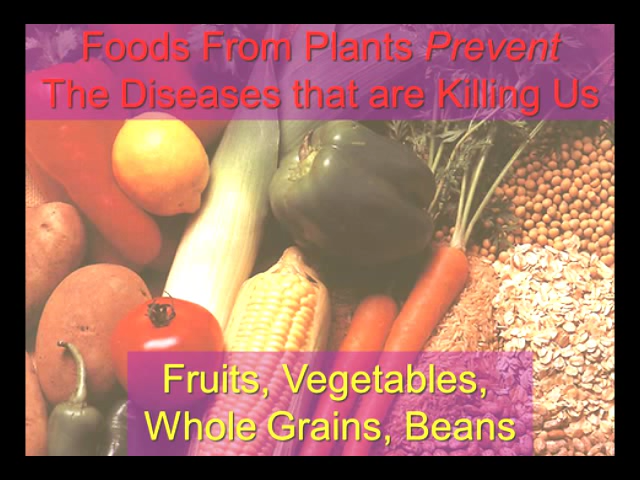 Foods From Plants Prevent
The Diseases that are Killing Us
Fruits, Vegetables,
Whole Grains, Beans